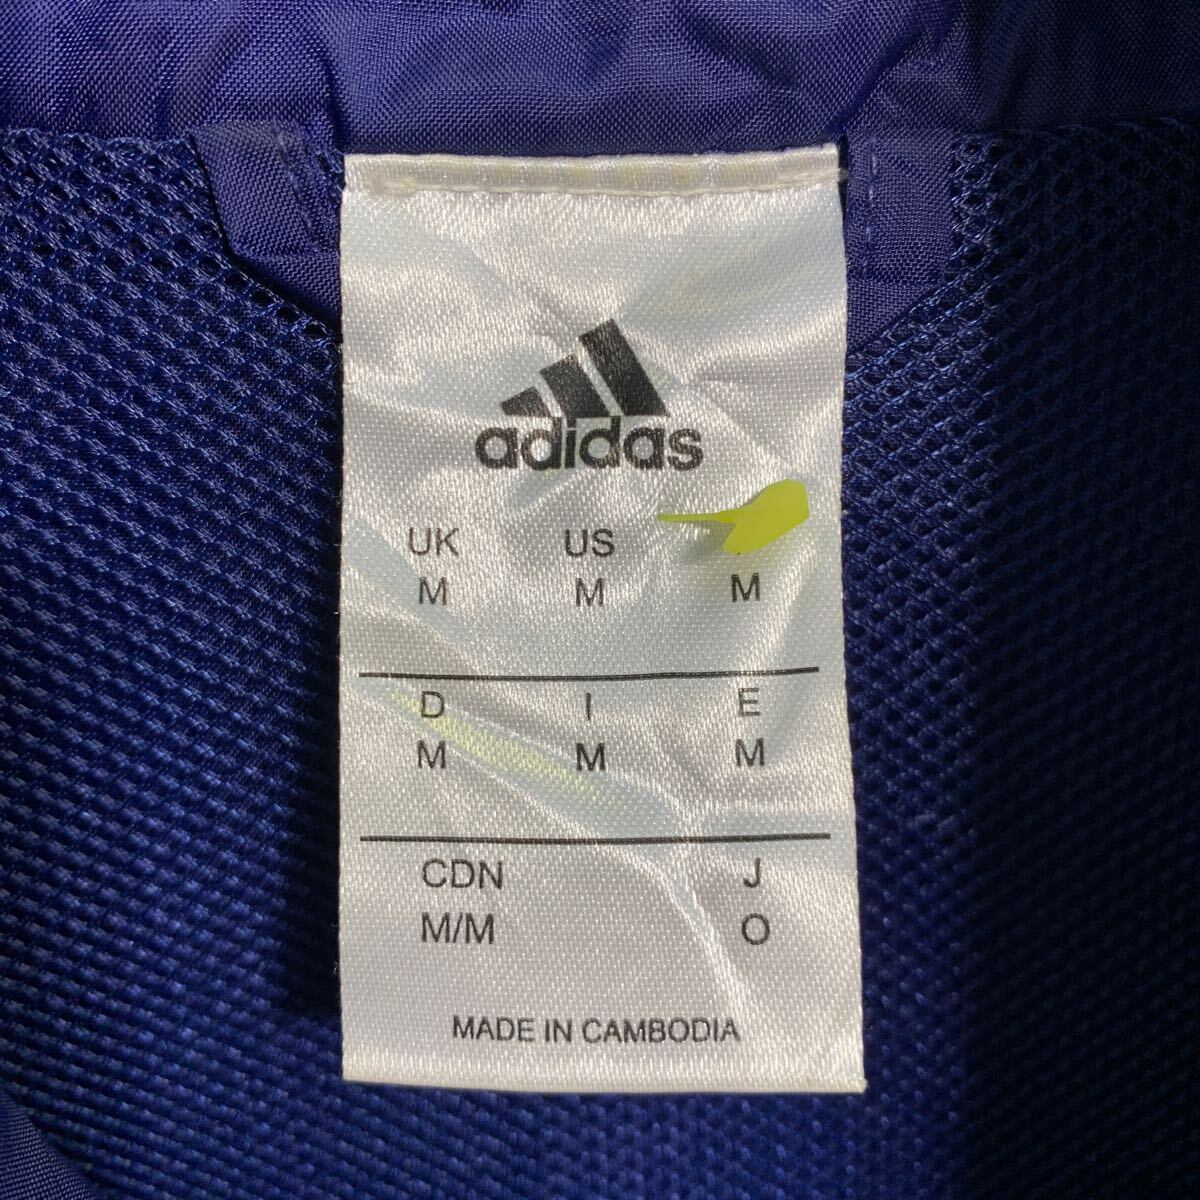 adidas
UK US
M M M
D I E
M M M
CDN J
M/M O
MADE IN CAMBODIA